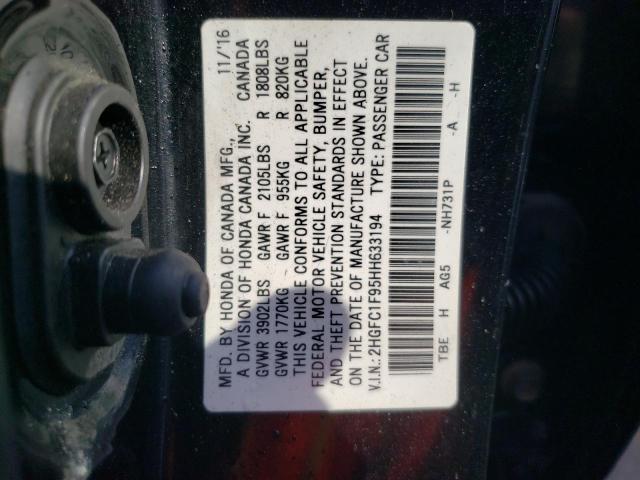 MFD. BY HONDA OF CANADA MFG., 11/'16
A DIVISION OF HONDA CANADA INC. CANADA
GVWR 3902LBS GAWR F 2105LBS R 1808LBS
GVWR 1770KG GAWR F 955KG R 820KG
THIS VEHICLE CONFORMS TO ALL APPLICABLE
FEDERAL MOTOR VEHICLE SAFETY, BUMPER,
AND THEFT PREVENTION STANDARDS IN EFFECT
ON THE DATE OF MANUFACTURE SHOWN ABOVE.
V.I.N.:2HGFC1F95HH633194 TYPE: PASSENGER CAR
TBE H AG5 -NH731P -A -H